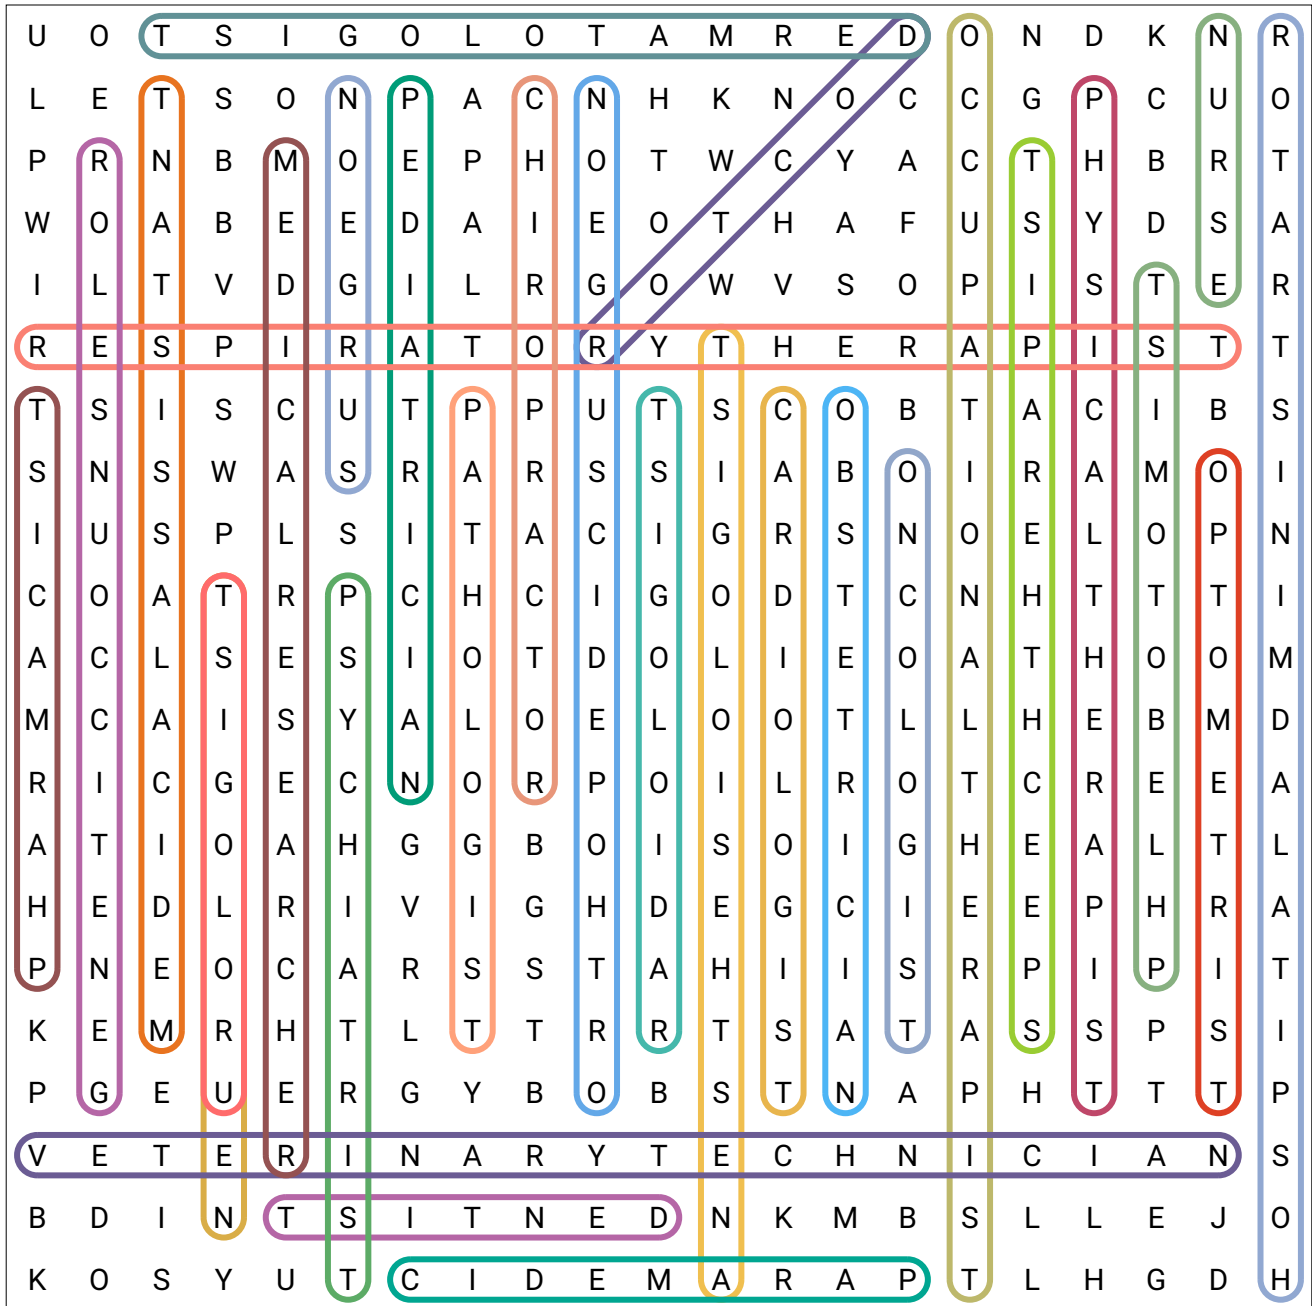 U O T S I G O L O T A M R E D O N D K N R
L E T S O N P A C N H K N O C C G P C U O
P R N B M O E P H O T W C Y A C T H B R T
W O A B E E D A I E O T H A F U S Y D S A
I L T V D G I L R G O W V S O P I S T E R
R E S P I R A T O R Y T H E R A P I S T T
T S I S C U T P P U T S C O B T A C I B S
S N S W A S R A R S S I A B O I R A M O I
I U S P L S I T A C I G R S N O E L O P N
C O A T R P C H C I G O D T C N H T T T I
A C L S E S I O T D O L I E O A T H O O M
M C A I S Y A L O E L O O T L L H E B M D
R I C G E C N O R P O I L R O T C R E E A
A T I O A H G G B O I S O I G H E A L T L
H E D L R I V I G H D E G C I E E P H R A
P N E O C A R S S T A H I I S R P I P I T
K E M R H T L T T R R T S A T A S S P S I
P G E U E R G Y B O B S T N A P H T T T P
V E T E R I N A R Y T E C H N I C I A N S
B D I N T S I T N E D N K M B S L L E J O
K O S Y U T C I D E M A R A P T L H G D H